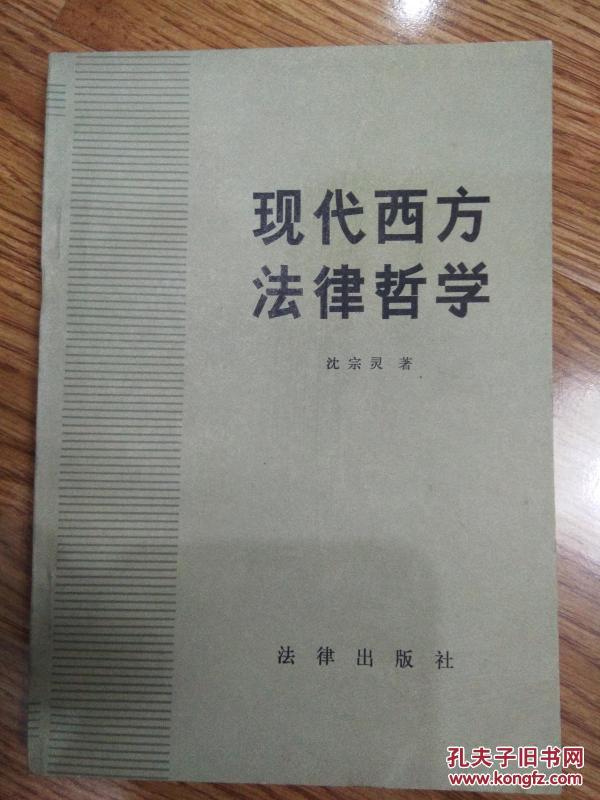 现代西方
法律哲学
沈宗灵 著
法律出版社
孔夫子旧书网
www.kongfz.com